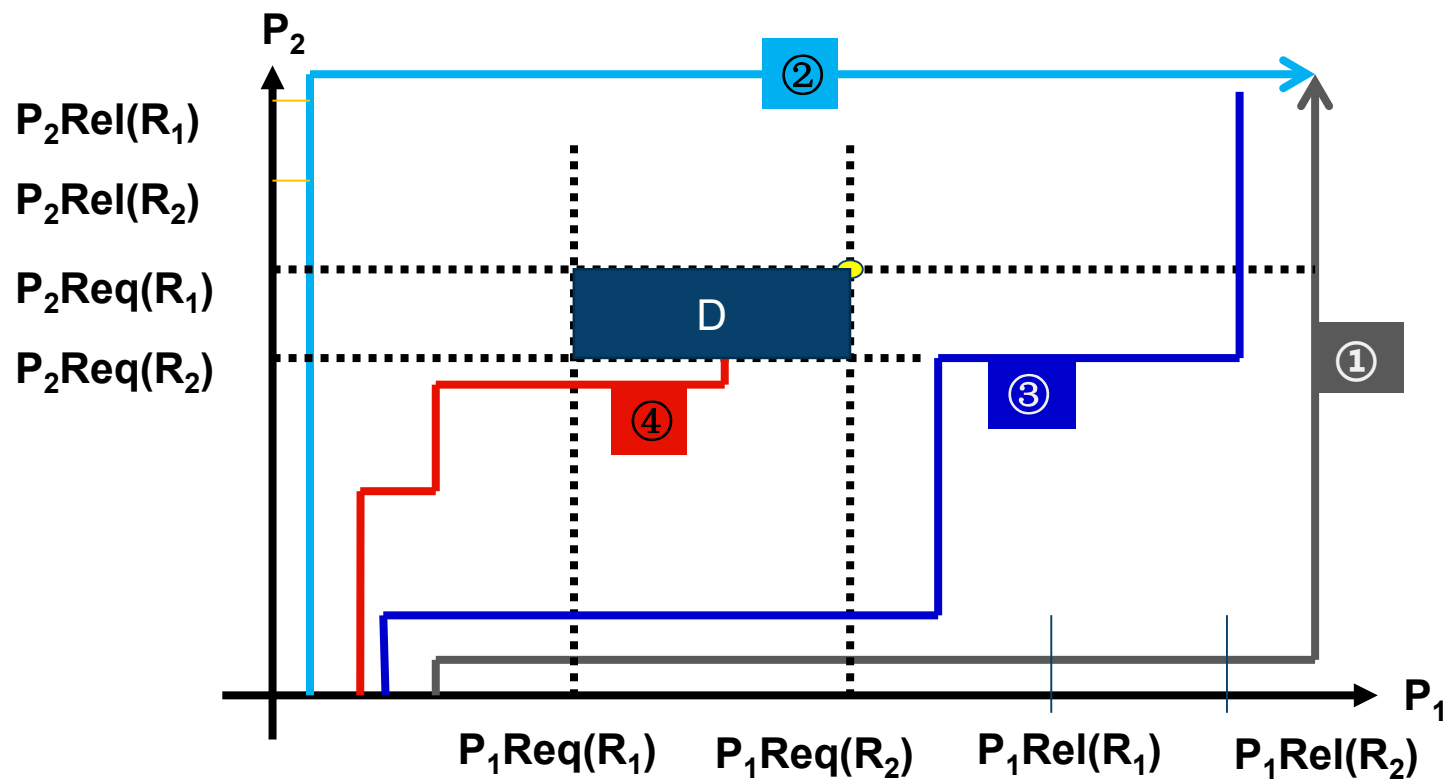 P₂
②
P₂Rel(R₁)
P₂Rel(R₂)
P₂Req(R₁)
D
P₂Req(R₂)
①
③
④
P₁
P₁Req(R₁)
P₁Req(R₂)
P₁Rel(R₁)
P₁Rel(R₂)